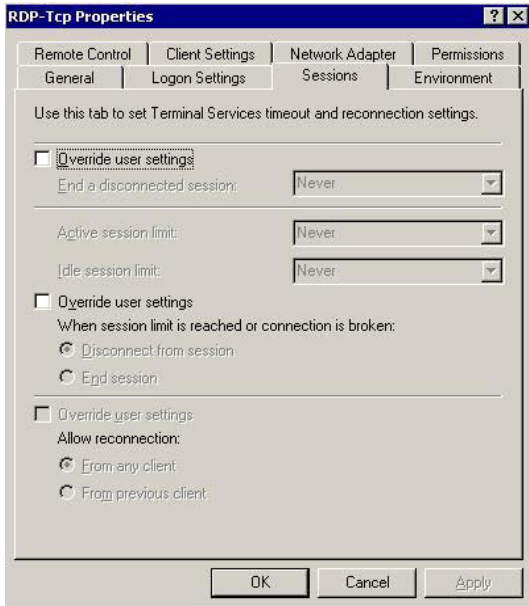 RDP-Tcp Properties
Remote Control Client Settings Network Adapter Permissions
General Logon Settings Sessions Environment
Use this tab to set Terminal Services timeout and reconnection settings.
Override user settings
End a disconnected session: Never
Active session limit: Never
Idle session limit: Never
Override user settings
When session limit is reached or connection is broken:
Disconnect from session
End session
Override user settings
Allow reconnection:
From any client
From previous client
OK Cancel Apply